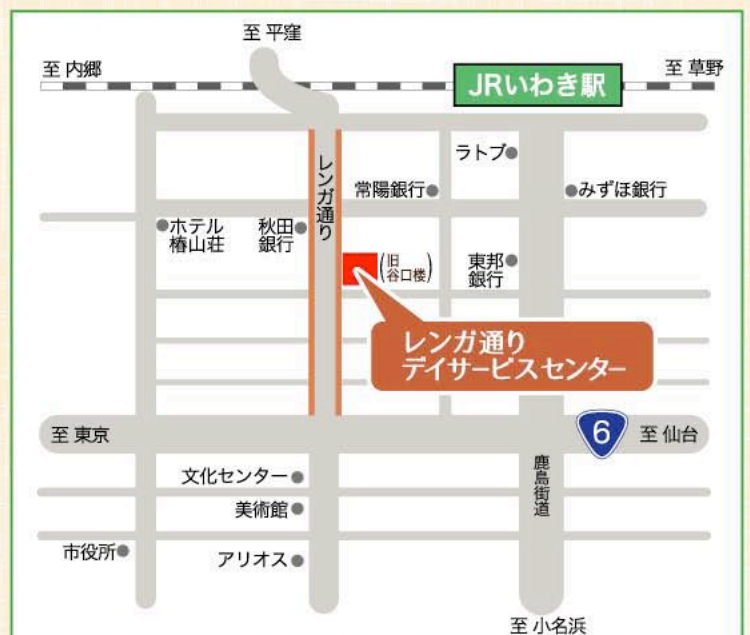 至 平窪
至 内郷
JRいわき駅
至 草野
ラトブ
レンガ通り
常陽銀行
みずほ銀行
ホテル
椿山荘
秋田
銀行
(旧
谷口楼)
東邦
銀行
レンガ通り
デイサービスセンター
至 東京
6
至 仙台
文化センター
鹿島街道
美術館
市役所
アリオス
至 小名浜